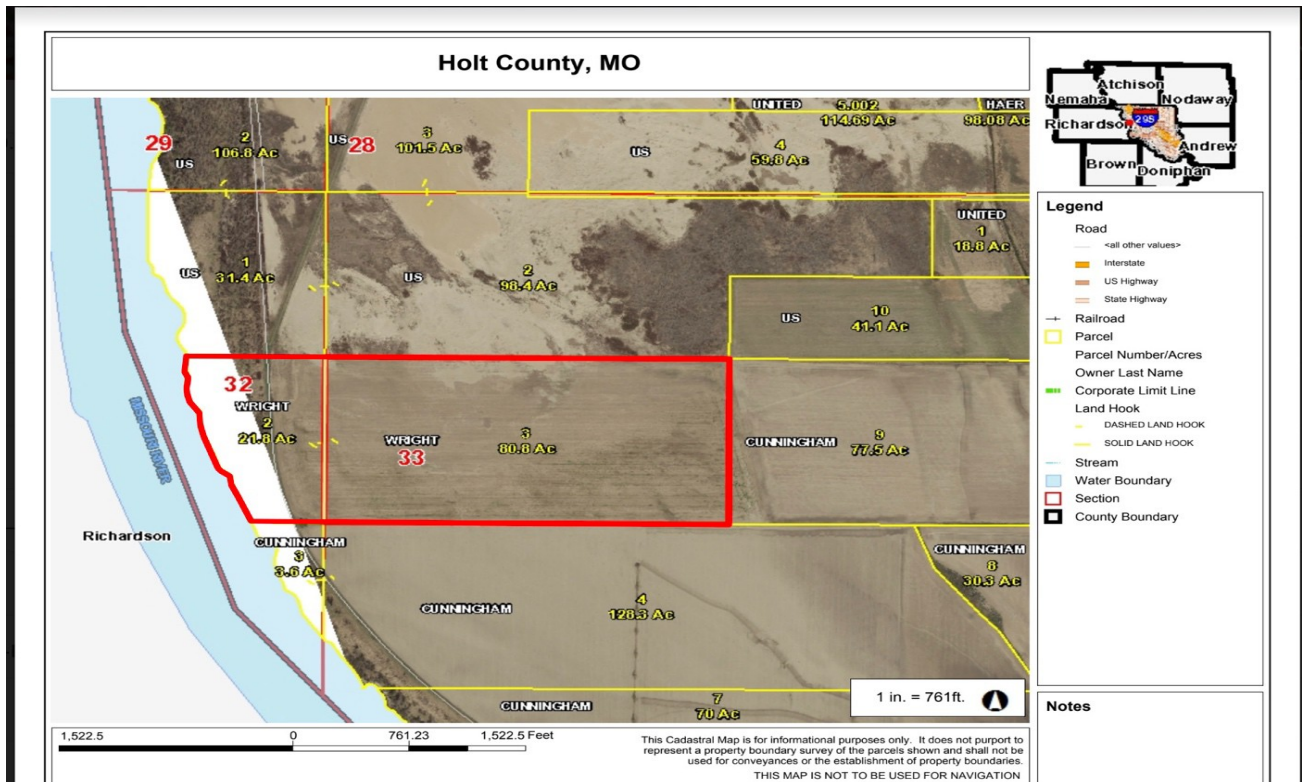 Holt County, MO
29
2
106.8 Ac
US
US
28
3
101.5 Ac
UNITED
5.002
114.69 Ac
HAER
98.08 Ac
US
4
59.8 Ac
UNITED
1
18.8 Ac
US
1
31.4 Ac
US
2
98.4 Ac
US
10
41.1 Ac
32
WRIGHT
2
21.8 Ac
WRIGHT
33
3
80.8 Ac
CUNNINGHAM
9
77.5 Ac
MISSOURI RIVER
Richardson
CUNNINGHAM
3
3.6 Ac
CUNNINGHAM
4
128.3 Ac
CUNNINGHAM
8
30.3 Ac
CUNNINGHAM
7
70 Ac
1 in. = 761ft.
Atchison
Nemaha
Nodaway
Richardson
295
Andrew
Brown
Doniphan
Legend
Road
<all other values>
Interstate
US Highway
State Highway
Railroad
Parcel
Parcel Number/Acres
Owner Last Name
Corporate Limit Line
Land Hook
DASHED LAND HOOK
SOLID LAND HOOK
Stream
Water Boundary
Section
County Boundary
Notes
1,522.5 0 761.23 1,522.5 Feet
This Cadastral Map is for informational purposes only. It does not purport to
represent a property boundary survey of the parcels shown and shall not be
used for conveyances or the establishment of property boundaries.
THIS MAP IS NOT TO BE USED FOR NAVIGATION